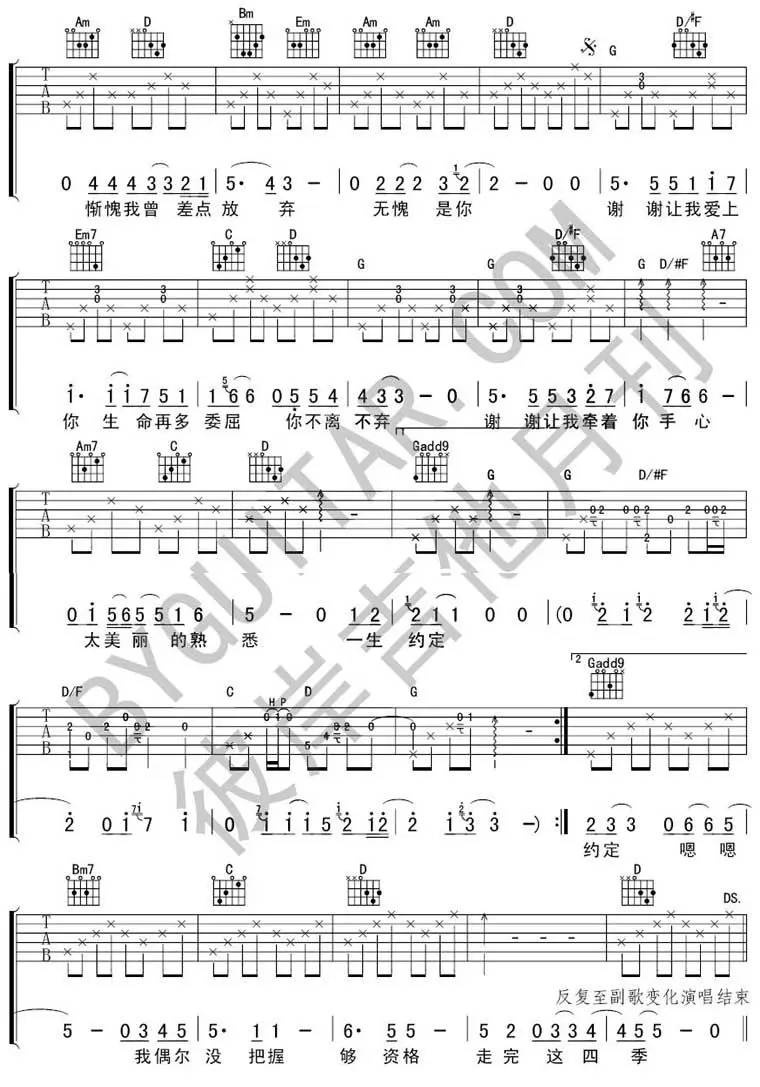 Am D Bm Em Am Am D G D/#F
T A B
0 4 4 4 3 3 2 1 5· 4 3 - 0 2 2 2 3 2 2 - 0 0 5· 5 5 1 i 7
惭愧我曾 差点 放 弃 无愧 是你 谢 谢让我爱上
Em7 C D G G D/#F G D/#F A7
T A B
i· i i 7 5 1 1 6 6 0 5 5 4 4 3 3 - 0 5· 5 5 3 2 7 i 7 6 6 -
你 生 命再多 委屈 你不离 不弃 谢 谢让我牵着 你 手 心
Am7 C D Gadd9 G G D/#F
T A B
0 i 5 6 5 5 1 6 5 - 0 1 2 2 1 1 0 0 (0 2 i 2 2 i 2
太美 丽 的熟 悉 一生 约定
D/F C H P D G 2 Gadd9
T A B
2 0 i 7 i 0 i i i 5 2 i 2 2 i 3 3 -) 2 3 3 0 6 6 5
约定 嗯嗯
Bm7 C D D DS.
T A B
反复至副歌变化演唱结束
5 - 0 3 4 5 5· 1 1 - 6· 5 5 - 5 2 0 3 3 4 4 5 5 - 0
我偶尔 没 把握 够 资格 走完 这四 季
BYGUITAR.COM
彼岸吉他月刊